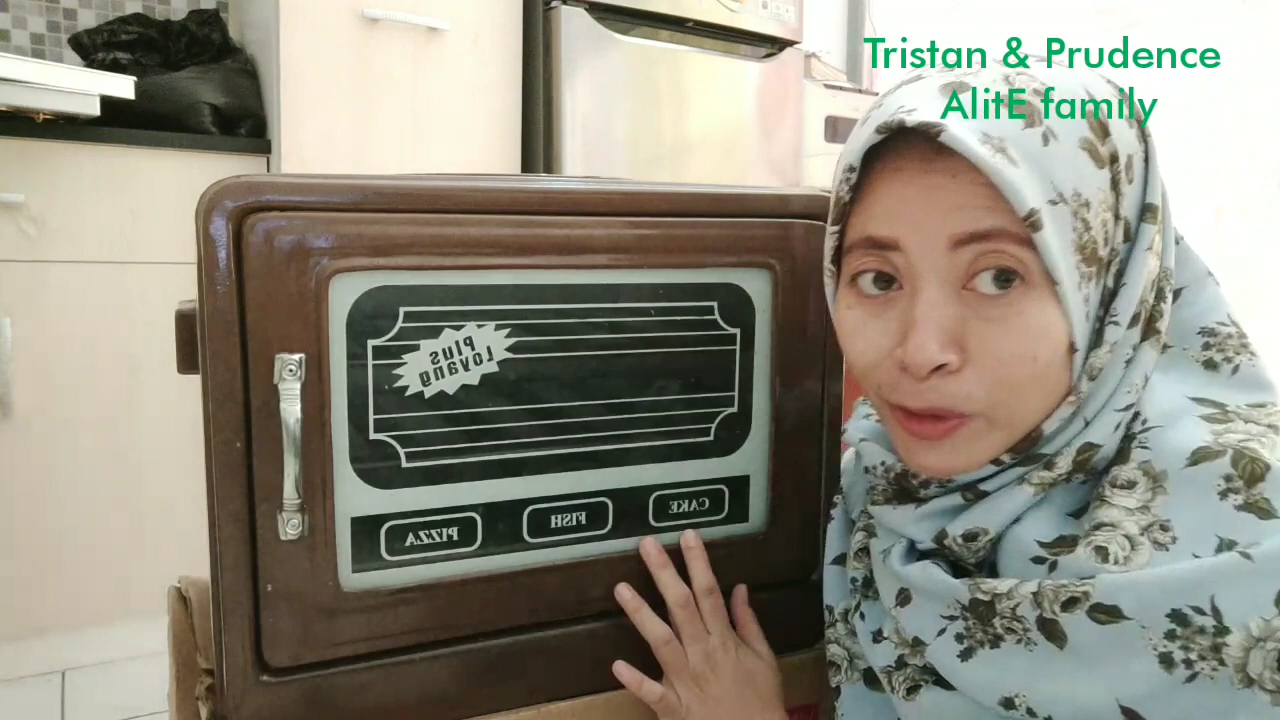 Tristan & Prudence
AlitE family
Plus
Loyang
PIZZA
FISH
CAKE